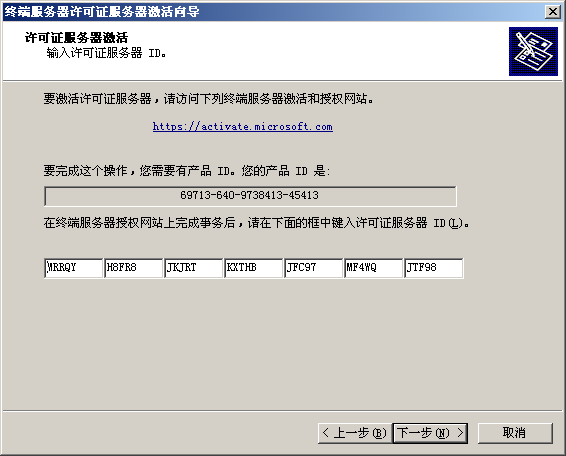 终端服务器许可证服务器激活向导
许可证服务器激活
输入许可证服务器 ID。
要激活许可证服务器，请访问下列终端服务器激活和授权网站。
https://activate.microsoft.com
要完成这个操作，您需要有产品 ID。您的产品 ID 是:
69713-640-9738413-45413
在终端服务器授权网站上完成事务后，请在下面的框中键入许可证服务器 ID(L)。
MRRQY H8FR8 JKJRT KXTHB JFC97 MF4WQ JTF98
< 上一步(B) 下一步(N) > 取消